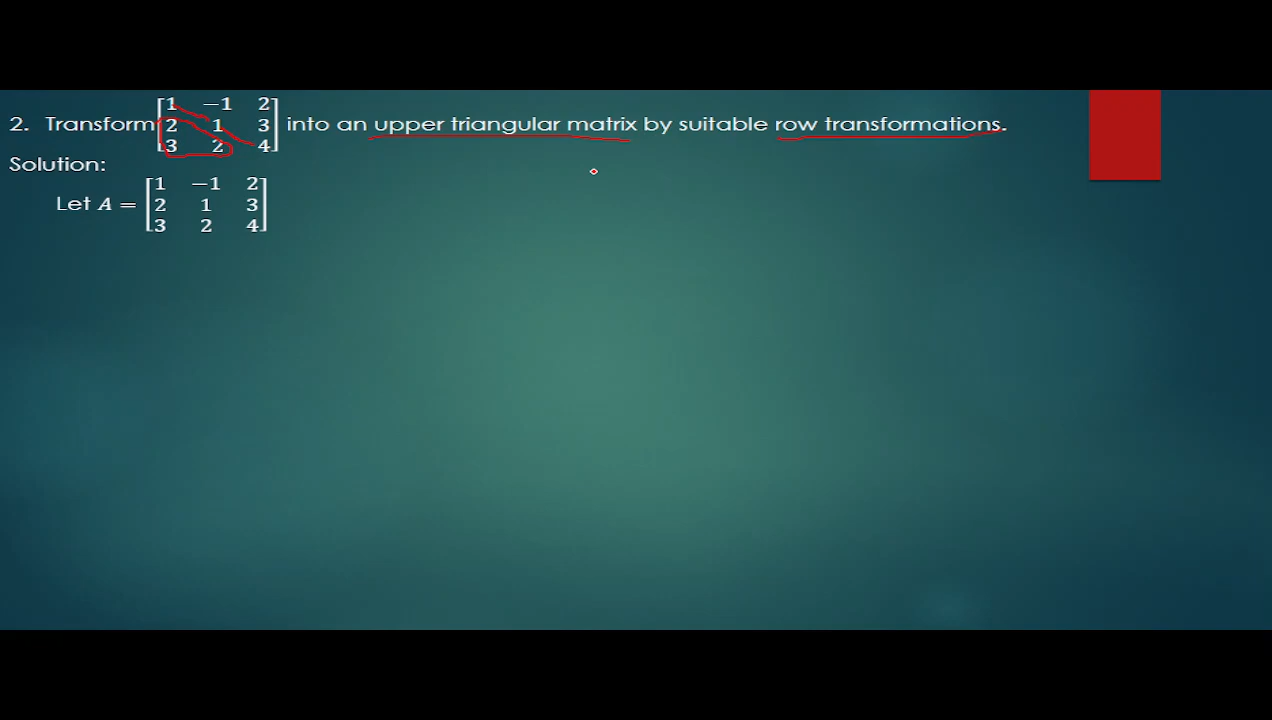 2. Transform [1 −1 2
2 1 3
3 2 4] into an upper triangular matrix by suitable row transformations.
Solution:
Let A = [1 −1 2
2 1 3
3 2 4]